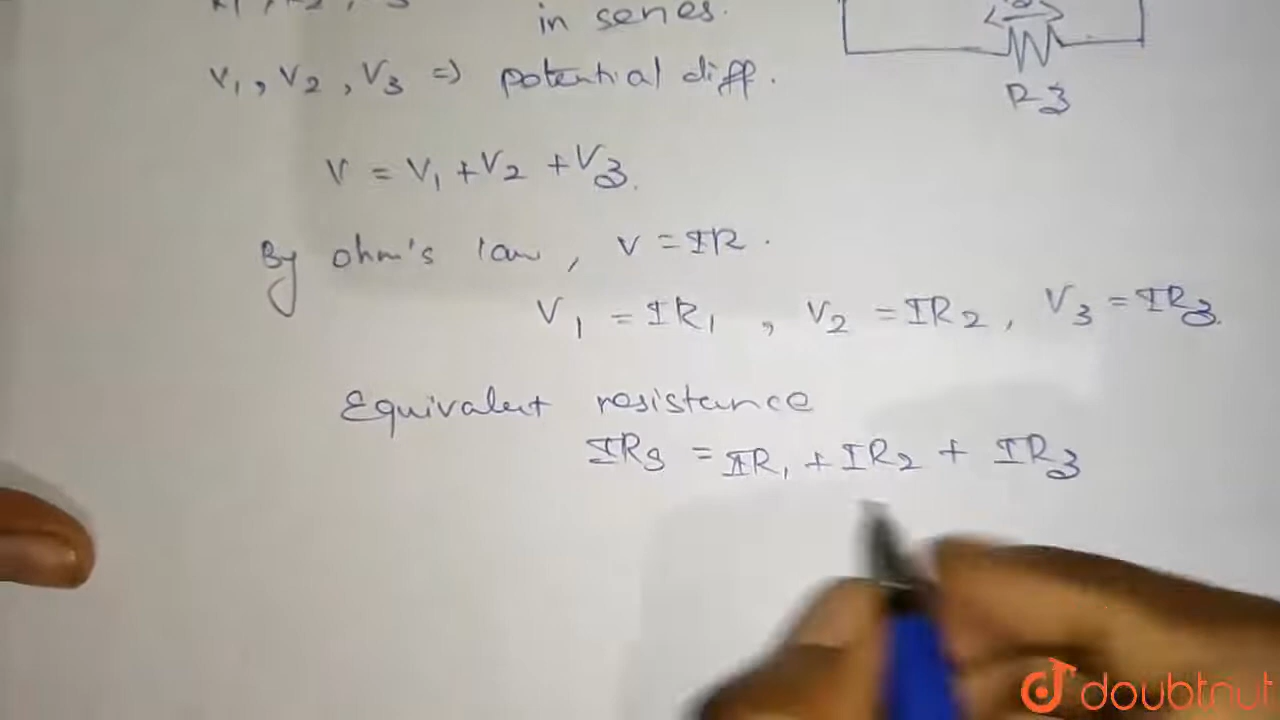 in series.
R3
V1, V2, V3 => potential diff.
V = V1 + V2 + V3.
By ohm's law, V = IR.
V1 = IR1, V2 = IR2, V3 = IR3.
Equivalent resistance
IRs = IR1 + IR2 + IR3
doubtnut